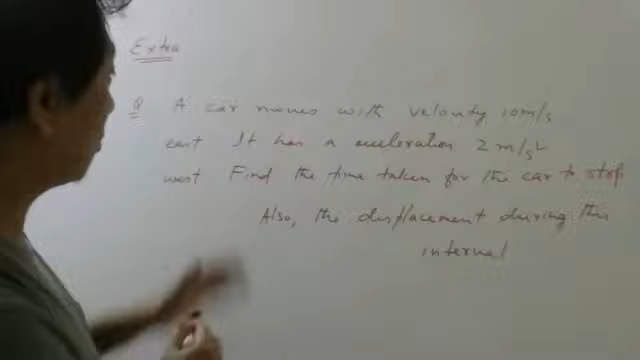 Extra
Q A car moves with velocity 10 m/s
east It has a acceleration 2 m/s²
west Find the time taken for the car to stop
Also, the displacement during this
interval